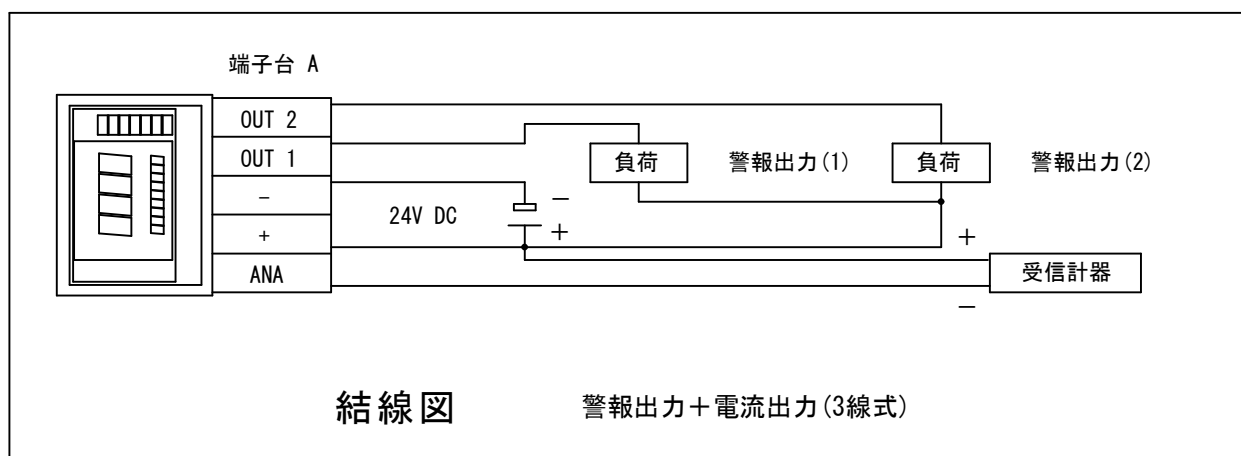 端子台 A
OUT 2
OUT 1
-
+
ANA
24V DC
-
+
負荷
警報出力(1)
負荷
警報出力(2)
+
受信計器
-
結線図
警報出力+電流出力(3線式)